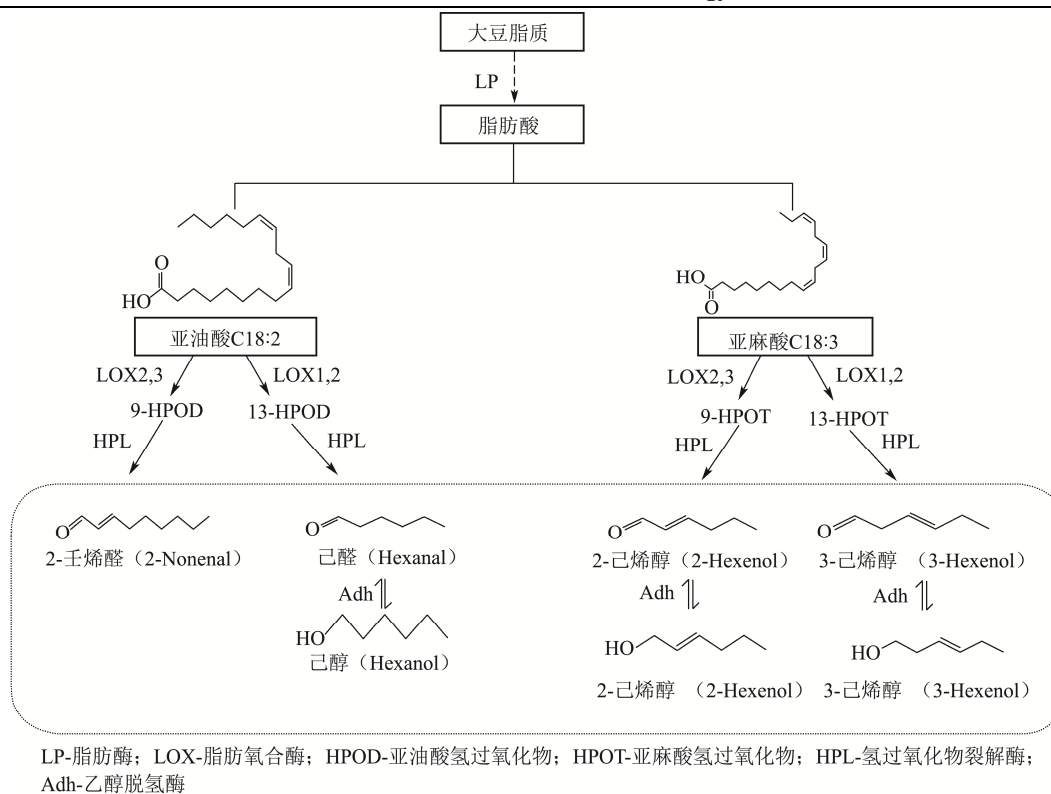 大豆脂质
LP
脂肪酸
O
HO
HO
O
亚油酸C18:2
亚麻酸C18:3
LOX2,3
LOX1,2
LOX2,3
LOX1,2
9-HPOD
13-HPOD
9-HPOT
13-HPOT
HPL
HPL
HPL
HPL
O
O
O
O
2-壬烯醛（2-Nonenal）
己醛（Hexanal）
2-己烯醇（2-Hexenol）
3-己烯醇 （3-Hexenol）
Adh
Adh
Adh
HO
HO
HO
己醇（Hexanol）
2-己烯醇 （2-Hexenol）
3-己烯醇 （3-Hexenol）
LP-脂肪酶；LOX-脂肪氧合酶；HPOD-亚油酸氢过氧化物；HPOT-亚麻酸氢过氧化物；HPL-氢过氧化物裂解酶；
Adh-乙醇脱氢酶